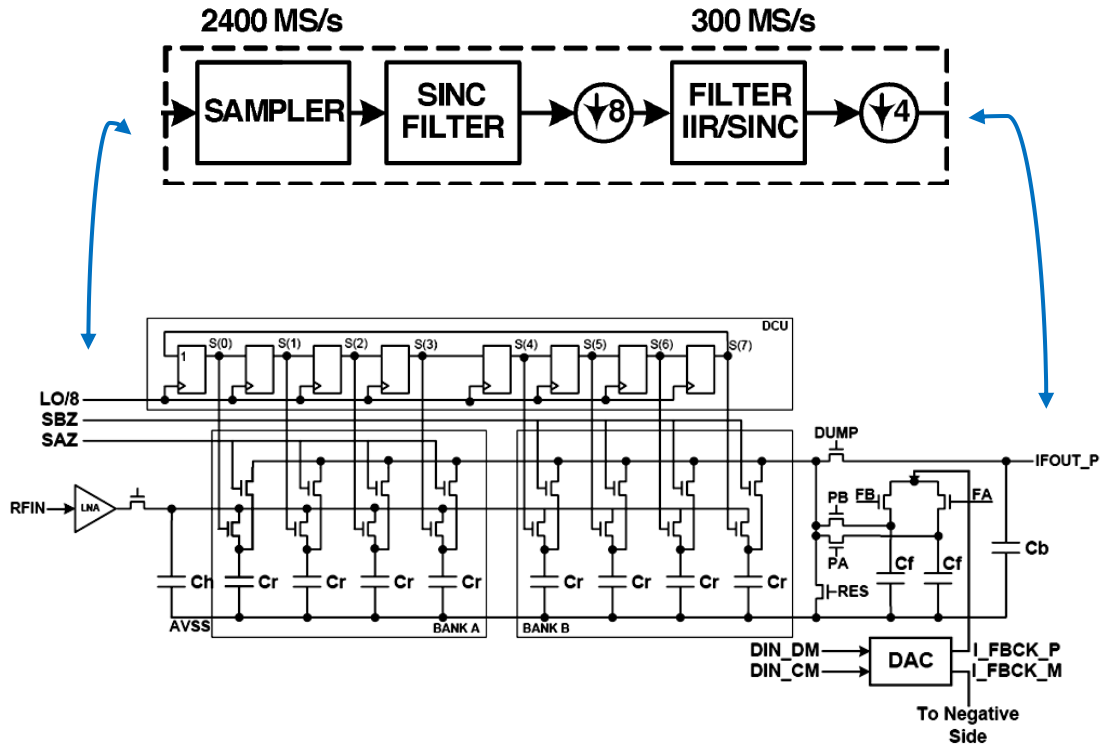 2400 MS/s 300 MS/s
SAMPLER
SINC FILTER
8
FILTER IIR/SINC
4
DCU
1
S(0) S(1) S(2) S(3) S(4) S(5) S(6) S(7)
LO/8
SBZ
SAZ
DUMP
IFOUT_P
RFIN
LNA
FB FA
PB
PA
RES
Ch Cr Cr Cr Cr Cr Cr Cr Cr Cf Cf Cb
AVSS
BANK A BANK B
DIN_DM
DIN_CM
DAC
I_FBCK_P
I_FBCK_M
To Negative
Side